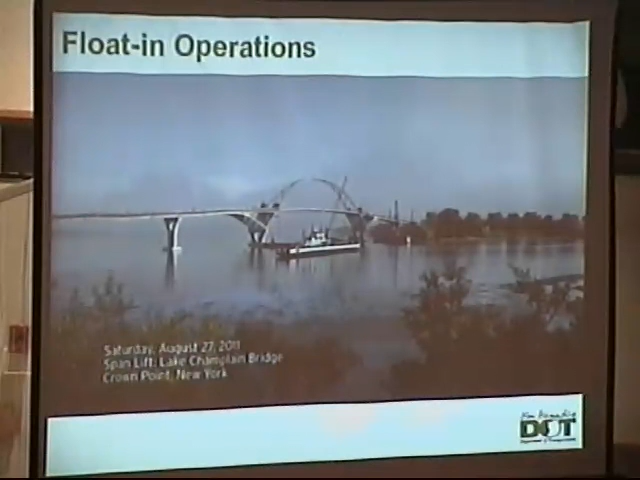 Float-in Operations
Saturday, August 27, 2011
Span Lift: Lake Champlain Bridge
Crown Point, New York
DOT